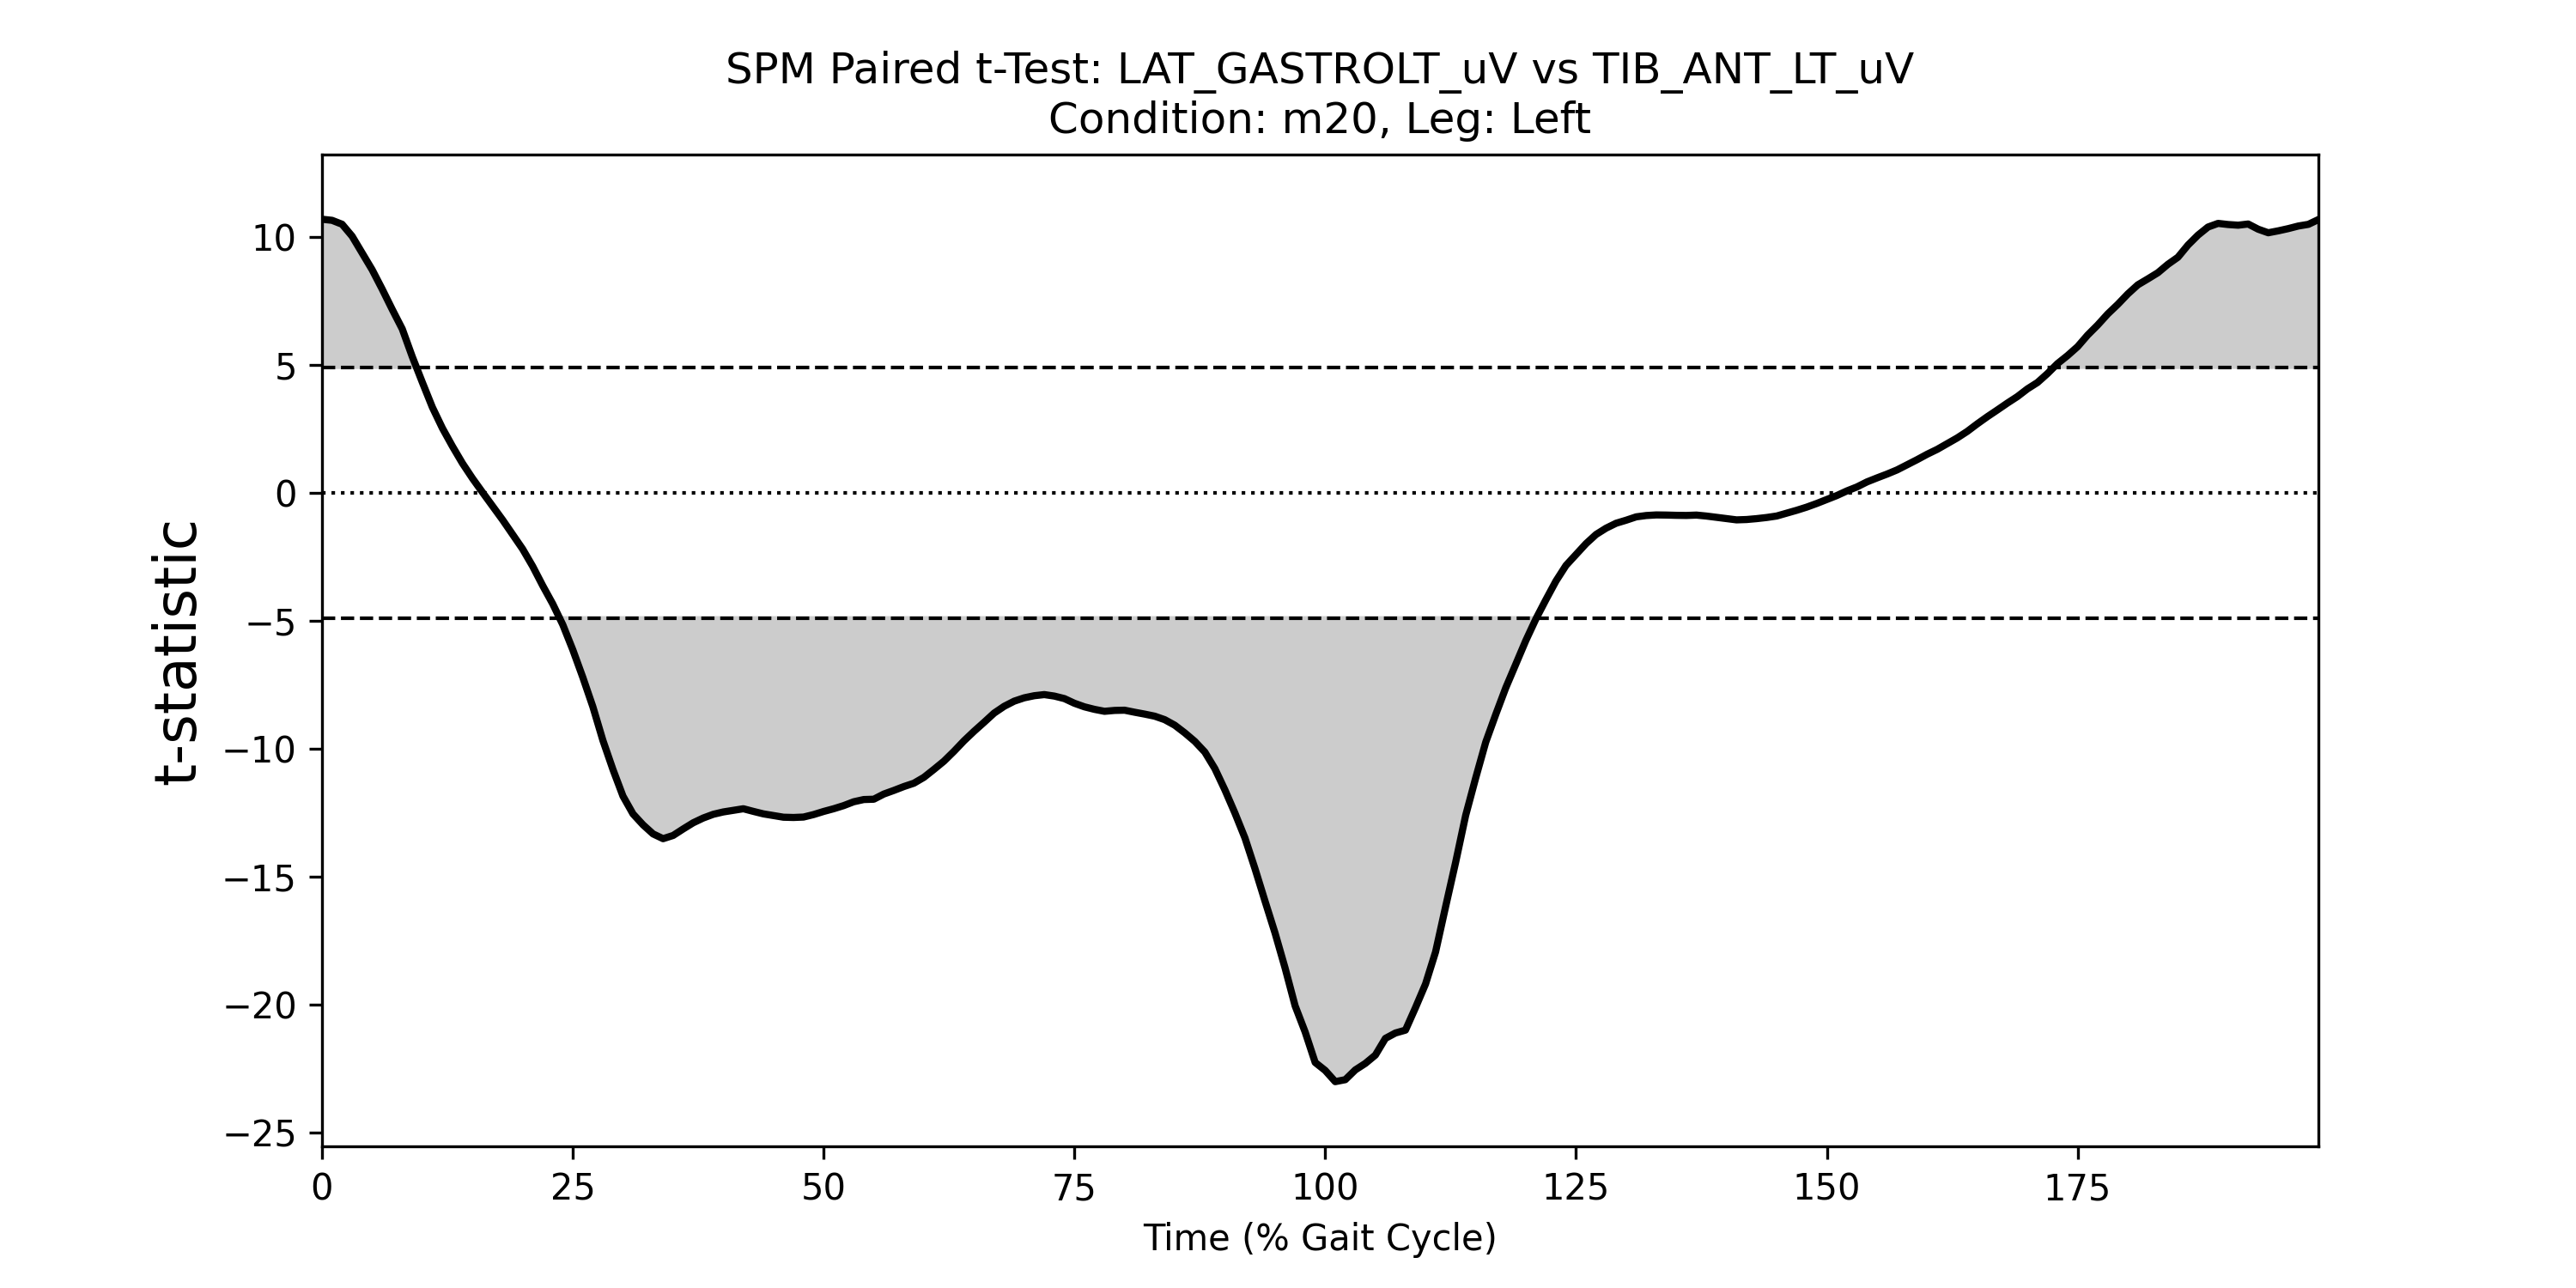 SPM Paired t-Test: LAT_GASTROLT_uV vs TIB_ANT_LT_uV
Condition: m20, Leg: Left
t-statistic
10
5
0
−5
−10
−15
−20
−25
0 25 50 75 100 125 150 175
Time (% Gait Cycle)